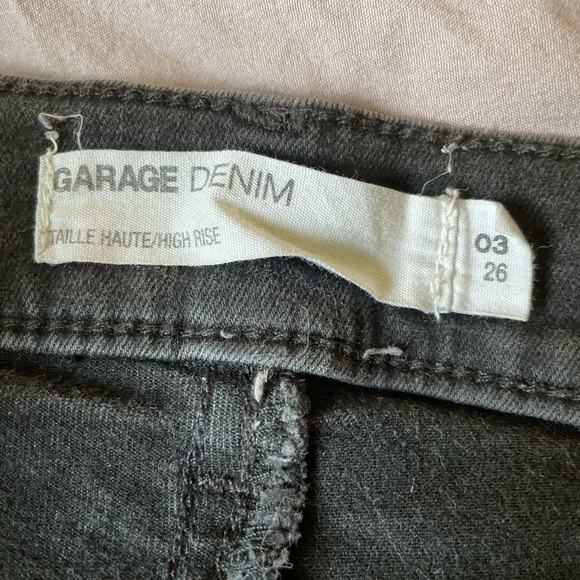 GARAGE DENIM
TAILLE HAUTE/HIGH RISE
03
26